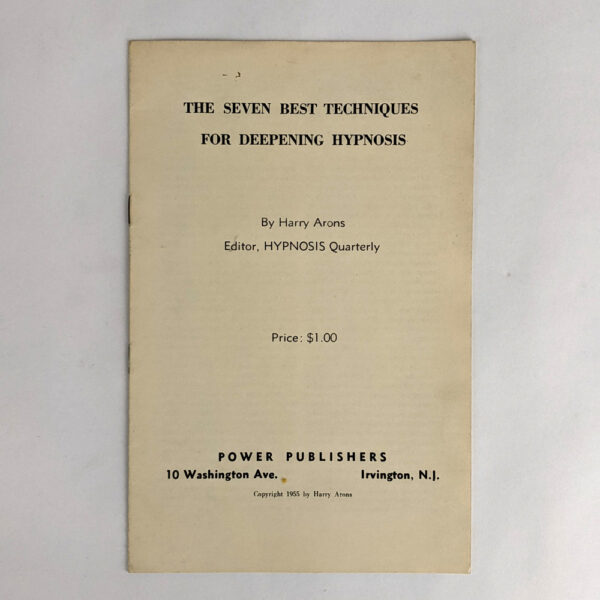 THE SEVEN BEST TECHNIQUES
FOR DEEPENING HYPNOSIS
By Harry Arons
Editor, HYPNOSIS Quarterly
Price: $1.00
POWER PUBLISHERS
10 Washington Ave. Irvington, N.J.
Copyright 1955 by Harry Arons